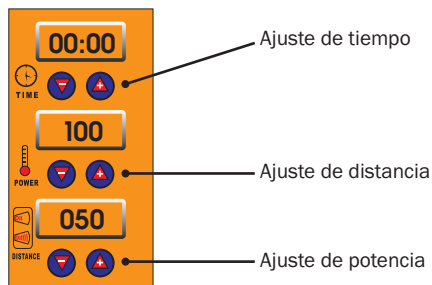 00:00
Ajuste de tiempo
TIME
100
Ajuste de distancia
POWER
050
DISTANCE
Ajuste de potencia